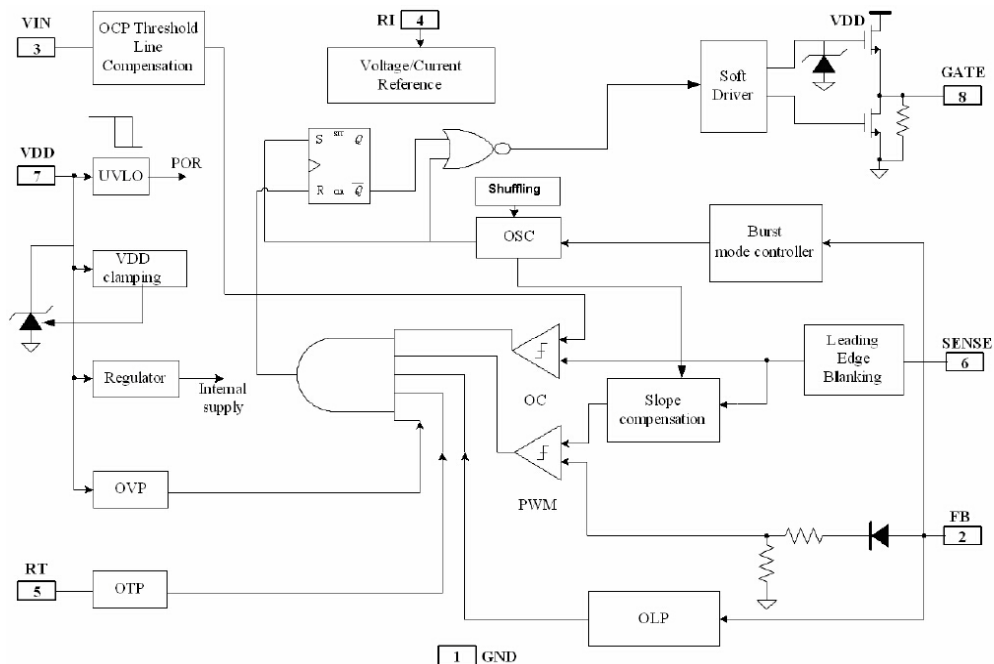 VIN
3
OCP Threshold
Line
Compensation
RI
4
Voltage/Current
Reference
VDD
Soft
Driver
GATE
8
S
SET
Q
R
CLR
Q
VDD
7
UVLO
POR
Shuffling
OSC
Burst
mode controller
VDD
clamping
Leading
Edge
Blanking
SENSE
6
Regulator
Internal
supply
OC
Slope
compensation
OVP
PWM
FB
2
RT
5
OTP
OLP
1
GND